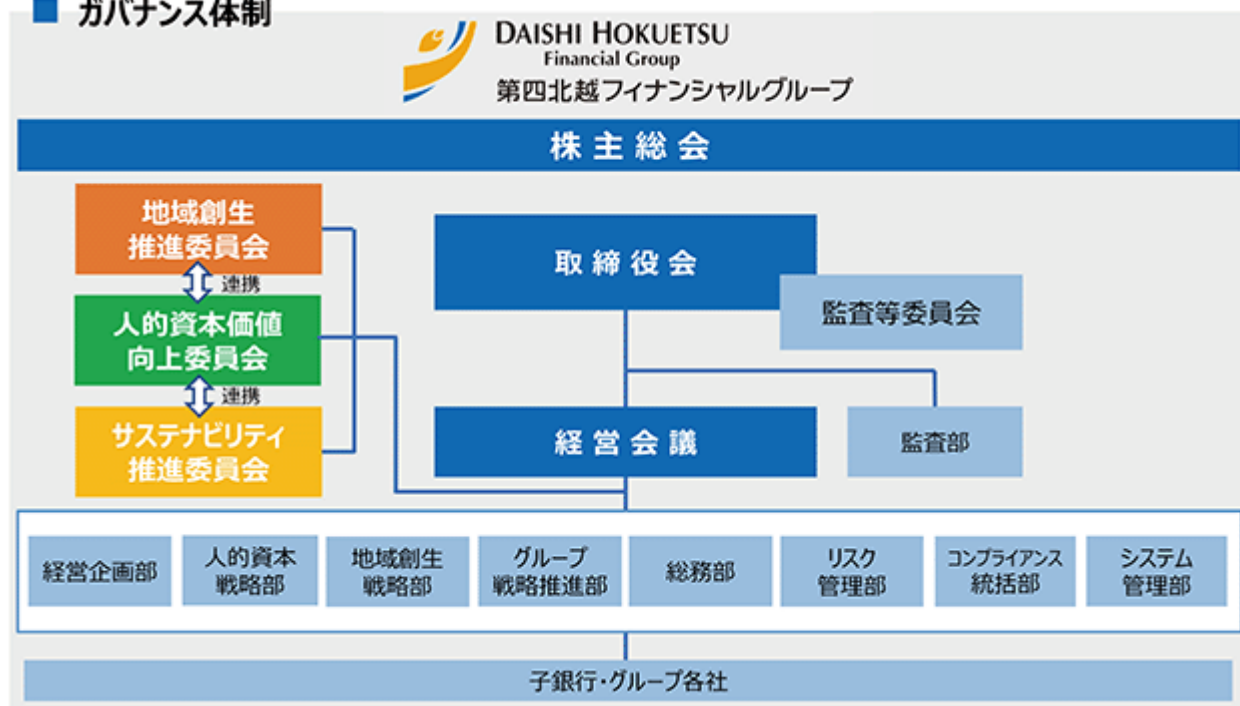 ガバナンス体制
DAISHI HOKUETSU
Financial Group
第四北越フィナンシャルグループ
株主総会
地域創生
推進委員会
連携
人的資本価値
向上委員会
連携
サステナビリティ
推進委員会
取締役会
監査等委員会
経営会議
監査部
経営企画部
人的資本
戦略部
地域創生
戦略部
グループ
戦略推進部
総務部
リスク
管理部
コンプライアンス
統括部
システム
管理部
子銀行・グループ各社